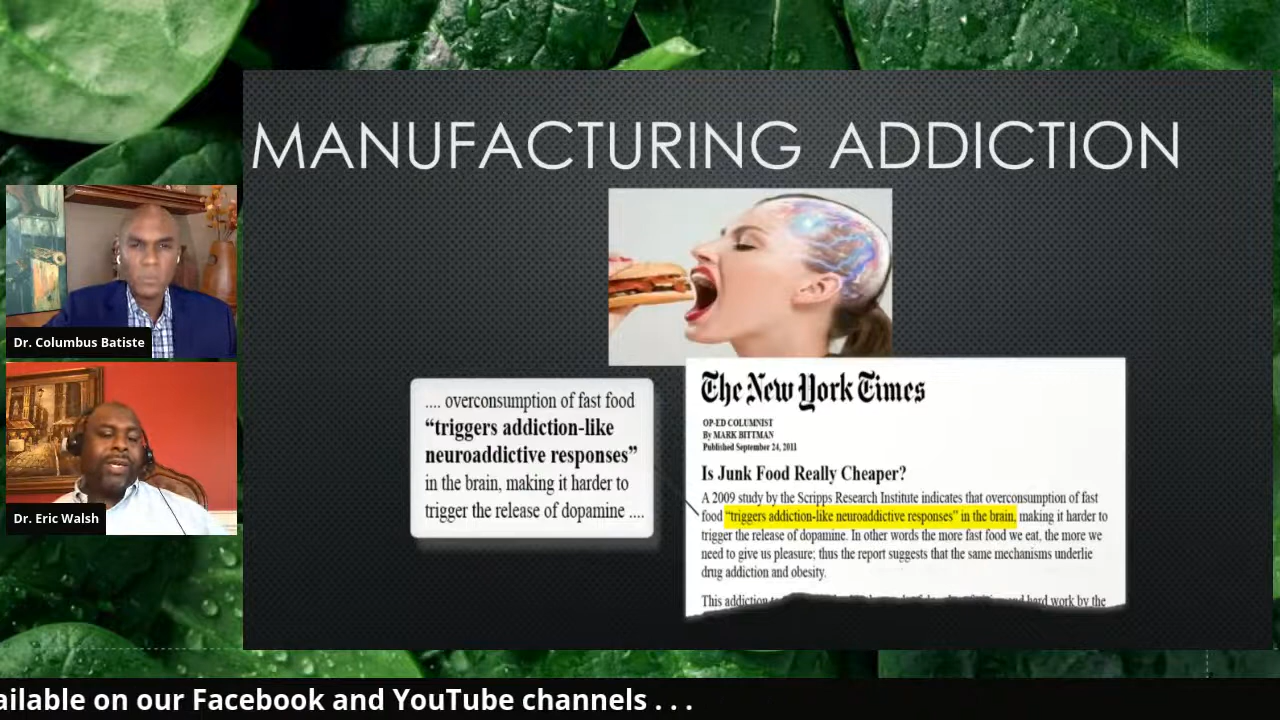 MANUFACTURING ADDICTION
Dr. Columbus Batiste
Dr. Eric Walsh
.... overconsumption of fast food
“triggers addiction-like
neuroaddictive responses”
in the brain, making it harder to
trigger the release of dopamine ....
The New York Times
OP-ED COLUMNIST
By MARK BITTMAN
Published September 24, 2011
Is Junk Food Really Cheaper?
A 2009 study by the Scripps Research Institute indicates that overconsumption of fast
food “triggers addiction-like neuroaddictive responses” in the brain, making it harder to
trigger the release of dopamine. In other words the more fast food we eat, the more we
need to give us pleasure; thus the report suggests that the same mechanisms underlie
drug addiction and obesity.
This addiction and hard work by the
ailable on our Facebook and YouTube channels . . .